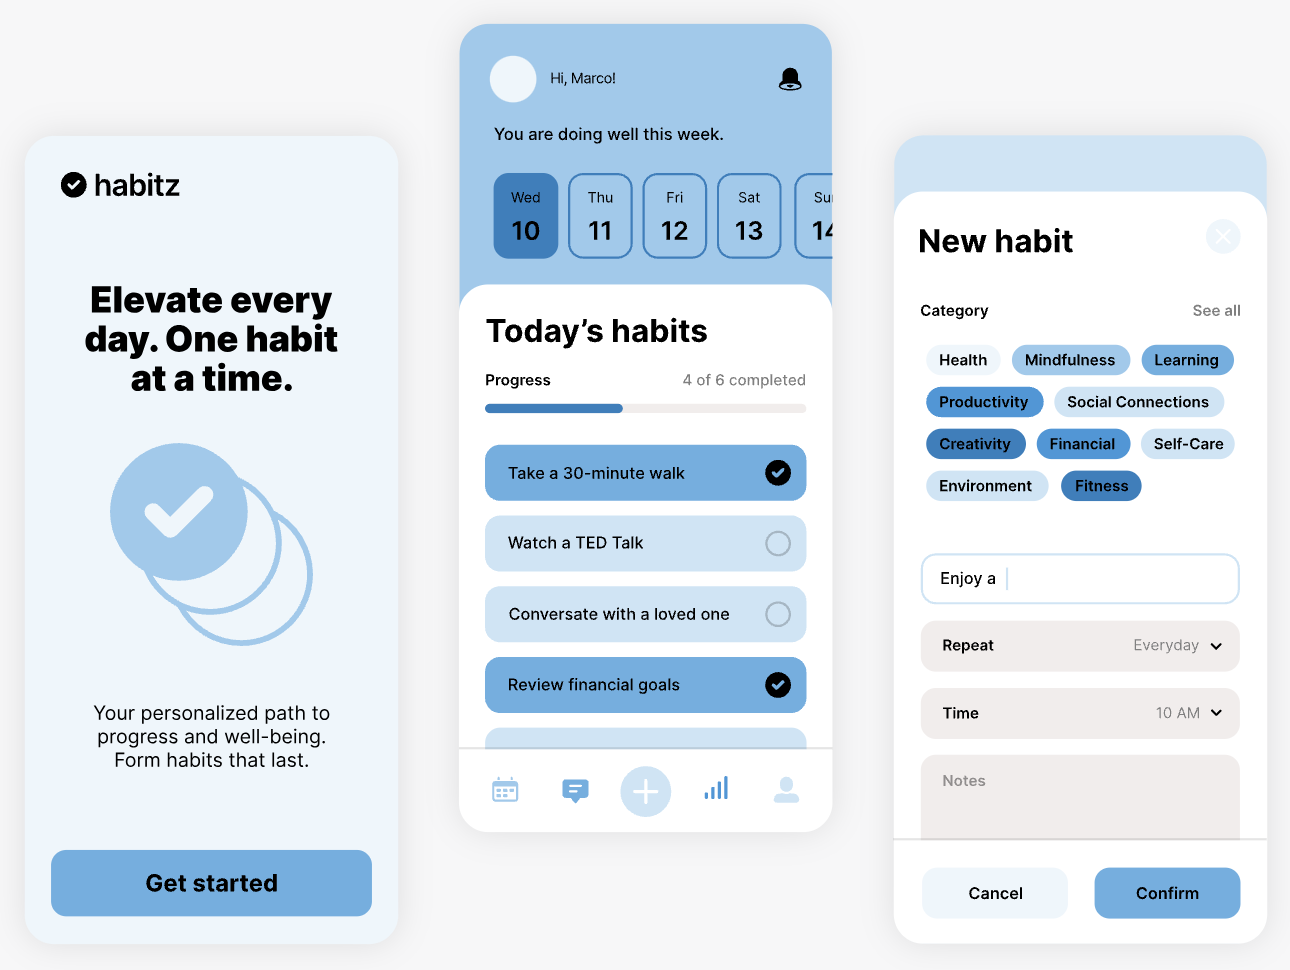 habitz
Elevate every
day. One habit
at a time.
Your personalized path to
progress and well-being.
Form habits that last.
Get started
Hi, Marco!
You are doing well this week.
Wed Thu Fri Sat Sun
10 11 12 13 14
Today’s habits
Progress 4 of 6 completed
Take a 30-minute walk
Watch a TED Talk
Conversate with a loved one
Review financial goals
New habit
Category See all
Health Mindfulness Learning
Productivity Social Connections
Creativity Financial Self-Care
Environment Fitness
Enjoy a
Repeat Everyday
Time 10 AM
Notes
Cancel Confirm